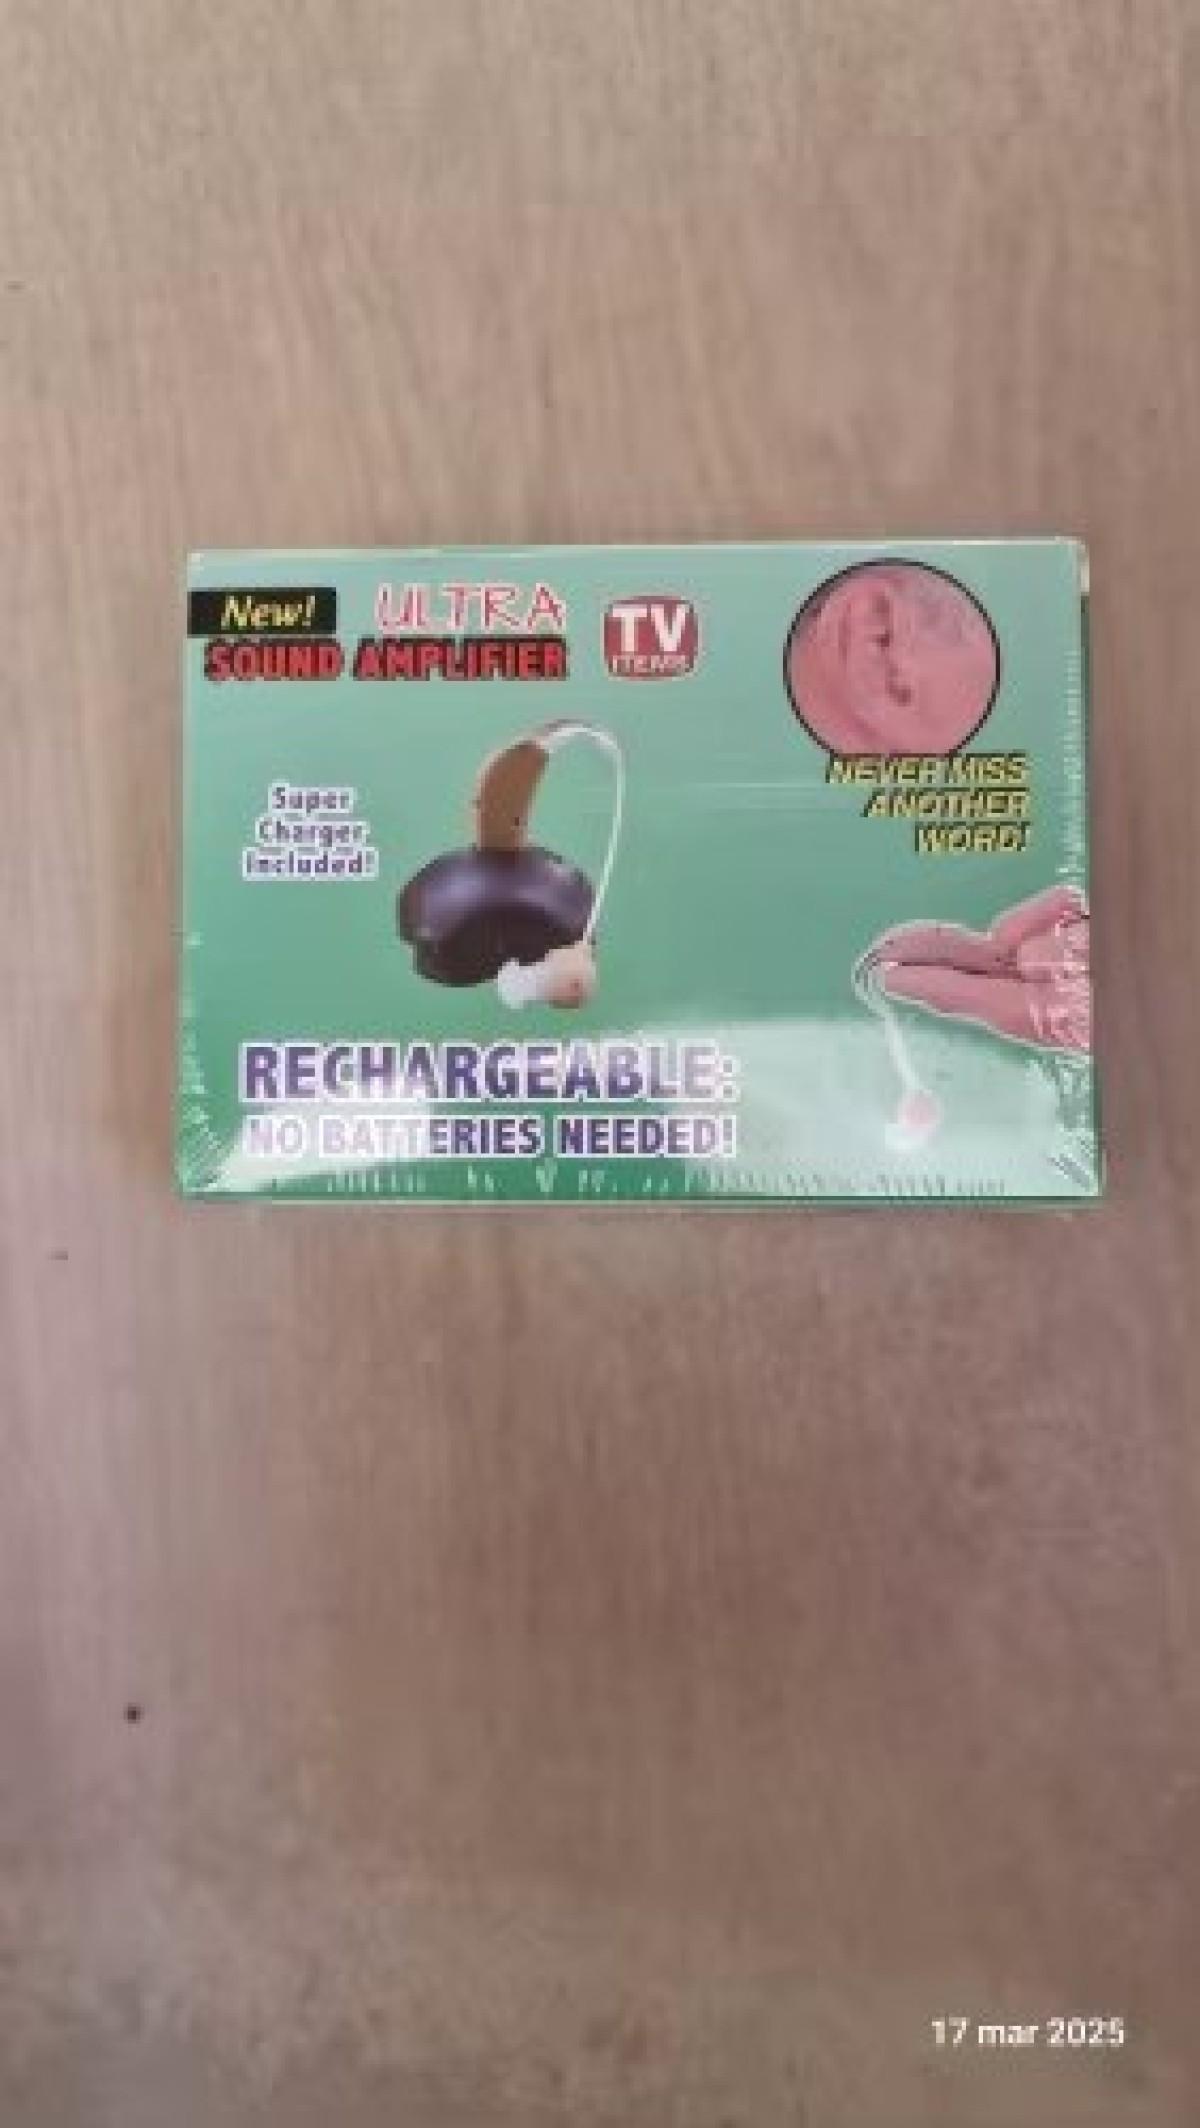 New! ULTRA
SOUND AMPLIFIER
TV
ITEMS
NEVER MISS
ANOTHER
WORD!
Super
Charger
included!
RECHARGEABLE:
NO BATTERIES NEEDED!
17 mar 2025